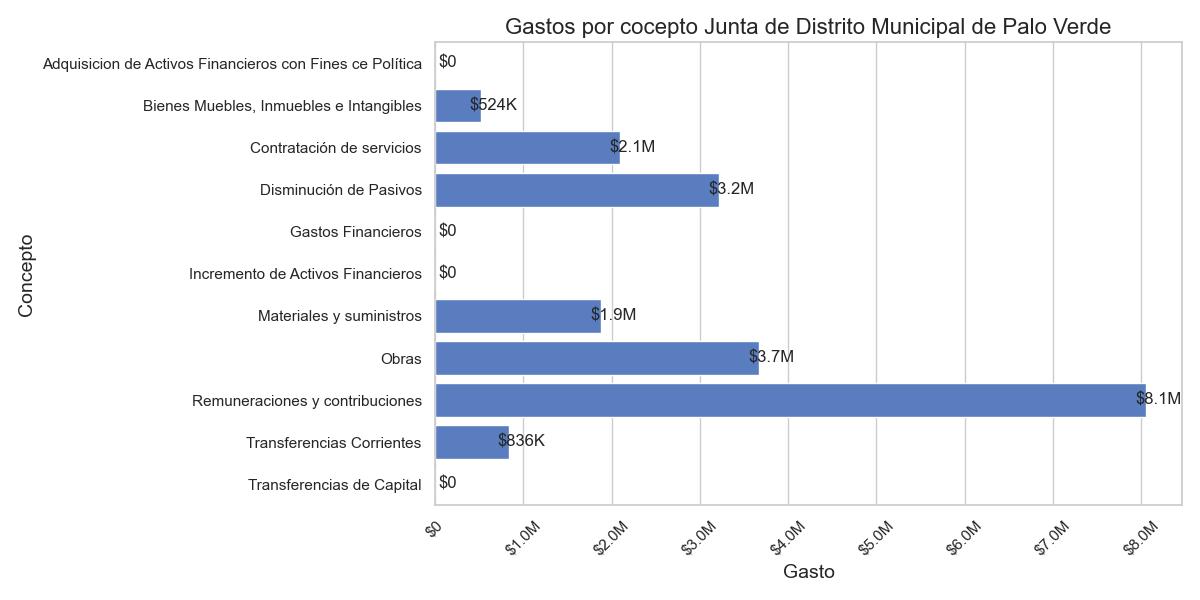 Gastos por cocepto Junta de Distrito Municipal de Palo Verde
Adquisicion de Activos Financieros con Fines ce Política $0
Bienes Muebles, Inmuebles e Intangibles $524K
Contratación de servicios $2.1M
Disminución de Pasivos $3.2M
Gastos Financieros $0
Incremento de Activos Financieros $0
Materiales y suministros $1.9M
Obras $3.7M
Remuneraciones y contribuciones $8.1M
Transferencias Corrientes $836K
Transferencias de Capital $0
Concepto
$0 $1.0M $2.0M $3.0M $4.0M $5.0M $6.0M $7.0M $8.0M
Gasto